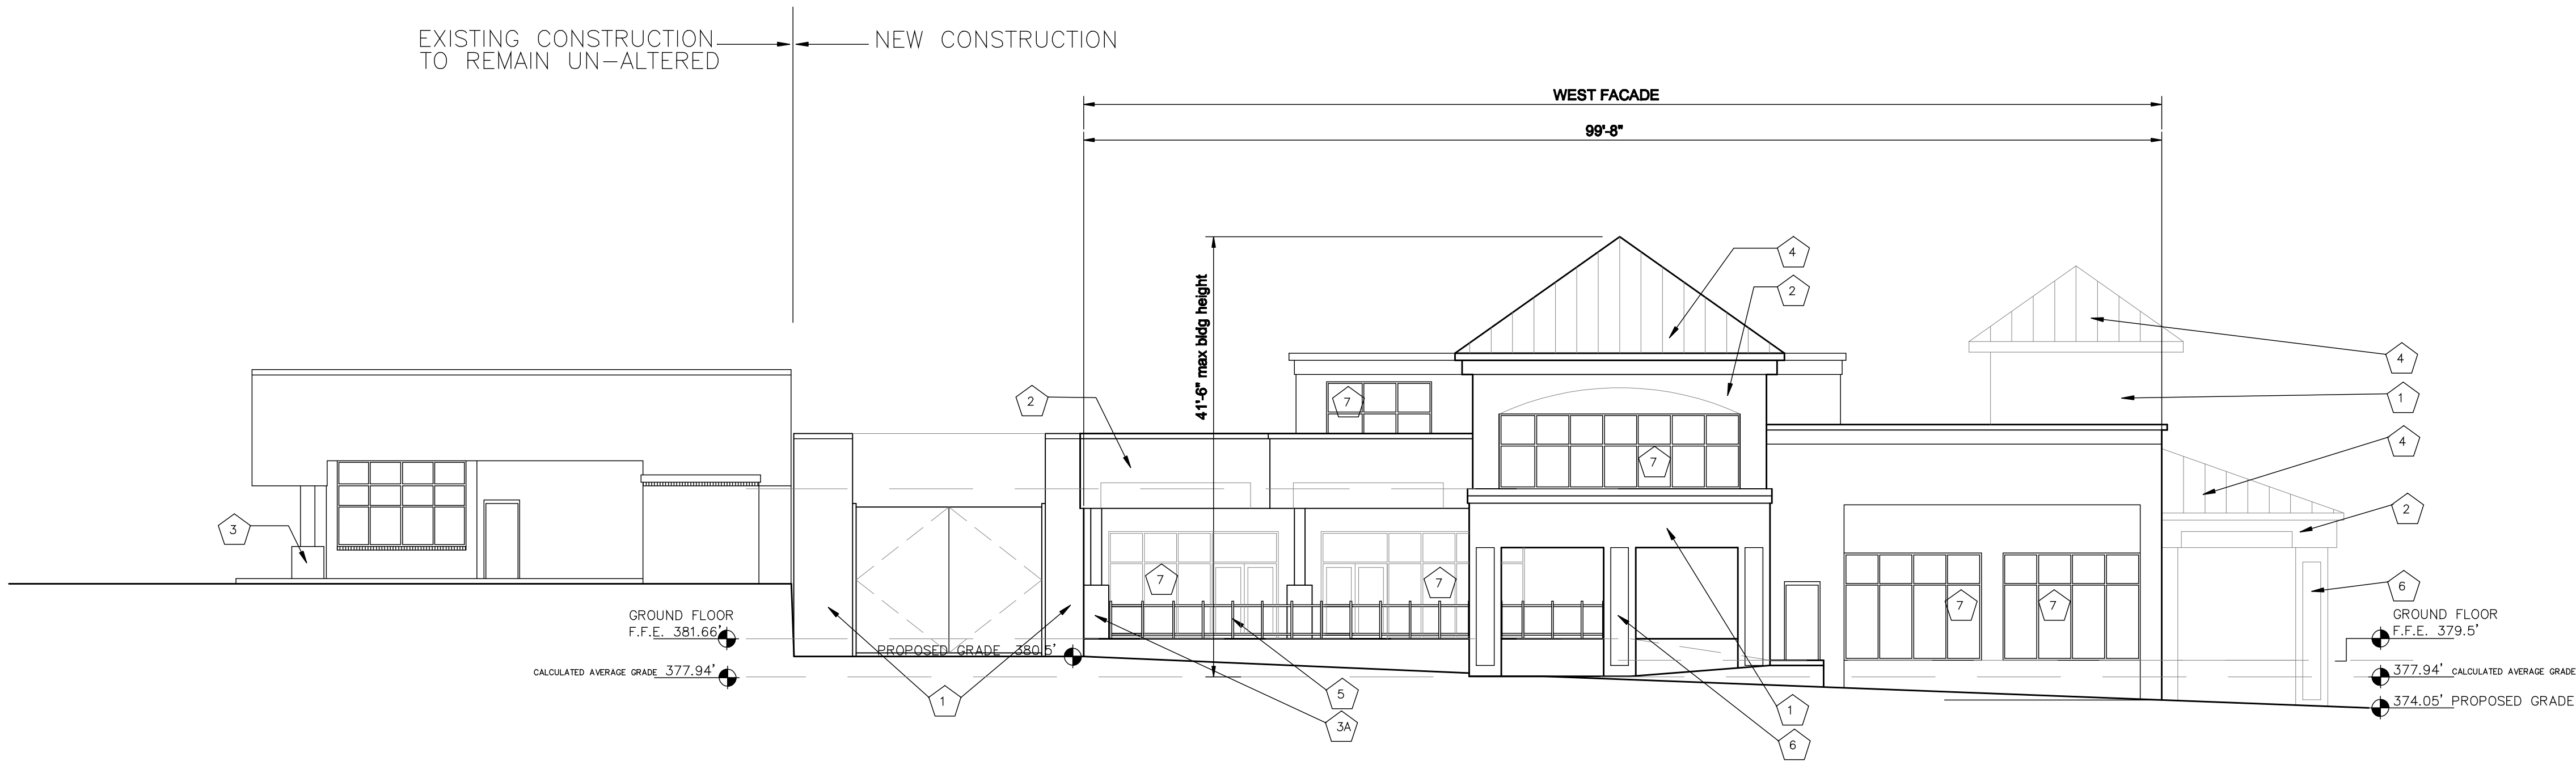 EXISTING CONSTRUCTION
TO REMAIN UN-ALTERED
NEW CONSTRUCTION
WEST FACADE
99'-8"
41'-6" max bldg height
4
2
4
1
4
2
6
2
7
7
3
7
7
7
7
GROUND FLOOR
F.F.E. 381.66'
PROPOSED GRADE 380.5'
CALCULATED AVERAGE GRADE 377.94'
GROUND FLOOR
F.F.E. 379.5'
377.94' CALCULATED AVERAGE GRADE
374.05' PROPOSED GRADE
1
5
3A
1
6